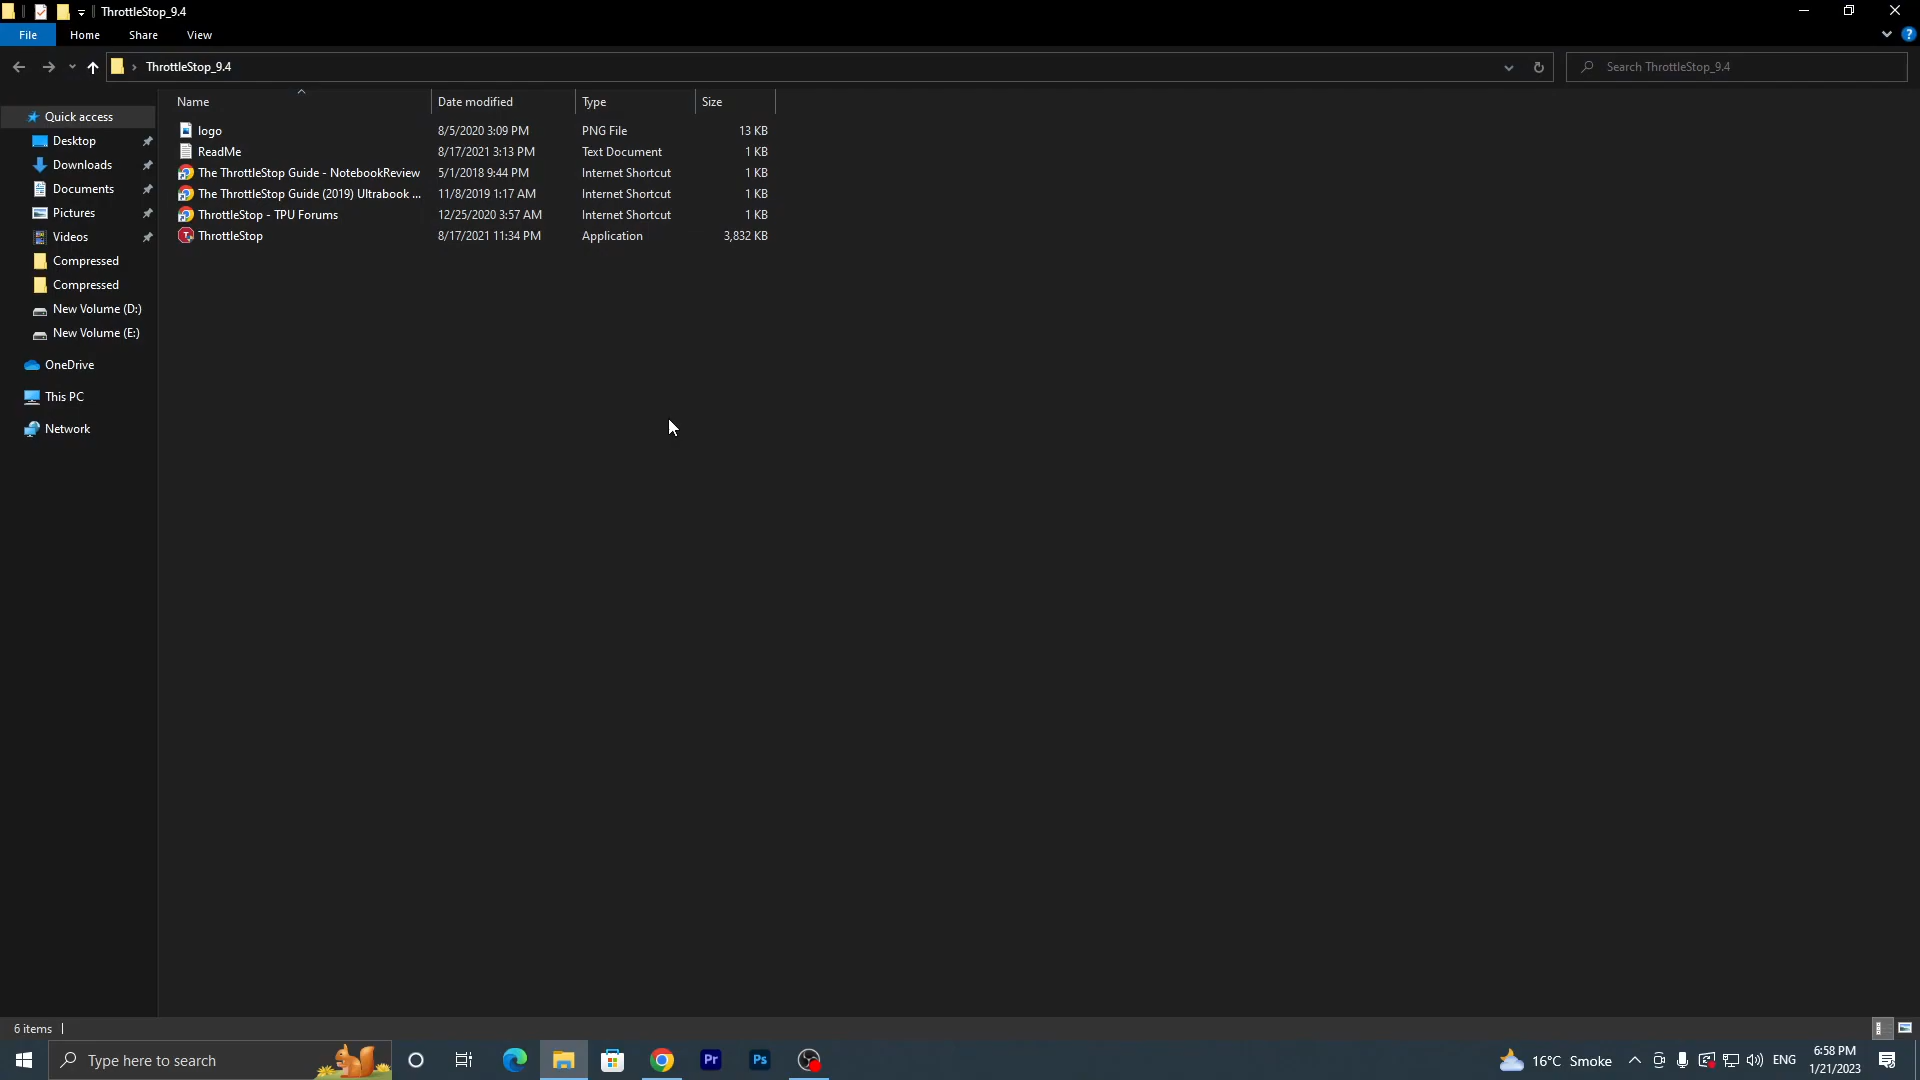 ThrottleStop_9.4
File Home Share View
ThrottleStop_9.4
Search ThrottleStop_9.4
Name Date modified Type Size
Quick access
Desktop
Downloads
Documents
Pictures
Videos
Compressed
Compressed
New Volume (D:)
New Volume (E:)
OneDrive
This PC
Network
logo 8/5/2020 3:09 PM PNG File 13 KB
ReadMe 8/17/2021 3:13 PM Text Document 1 KB
The ThrottleStop Guide - NotebookReview 5/1/2018 9:44 PM Internet Shortcut 1 KB
The ThrottleStop Guide (2019) Ultrabook ... 11/8/2019 1:17 AM Internet Shortcut 1 KB
ThrottleStop - TPU Forums 12/25/2020 3:57 AM Internet Shortcut 1 KB
ThrottleStop 8/17/2021 11:34 PM Application 3,832 KB
6 items
Type here to search
Pr
Ps
16°C Smoke
ENG
6:58 PM
1/21/2023